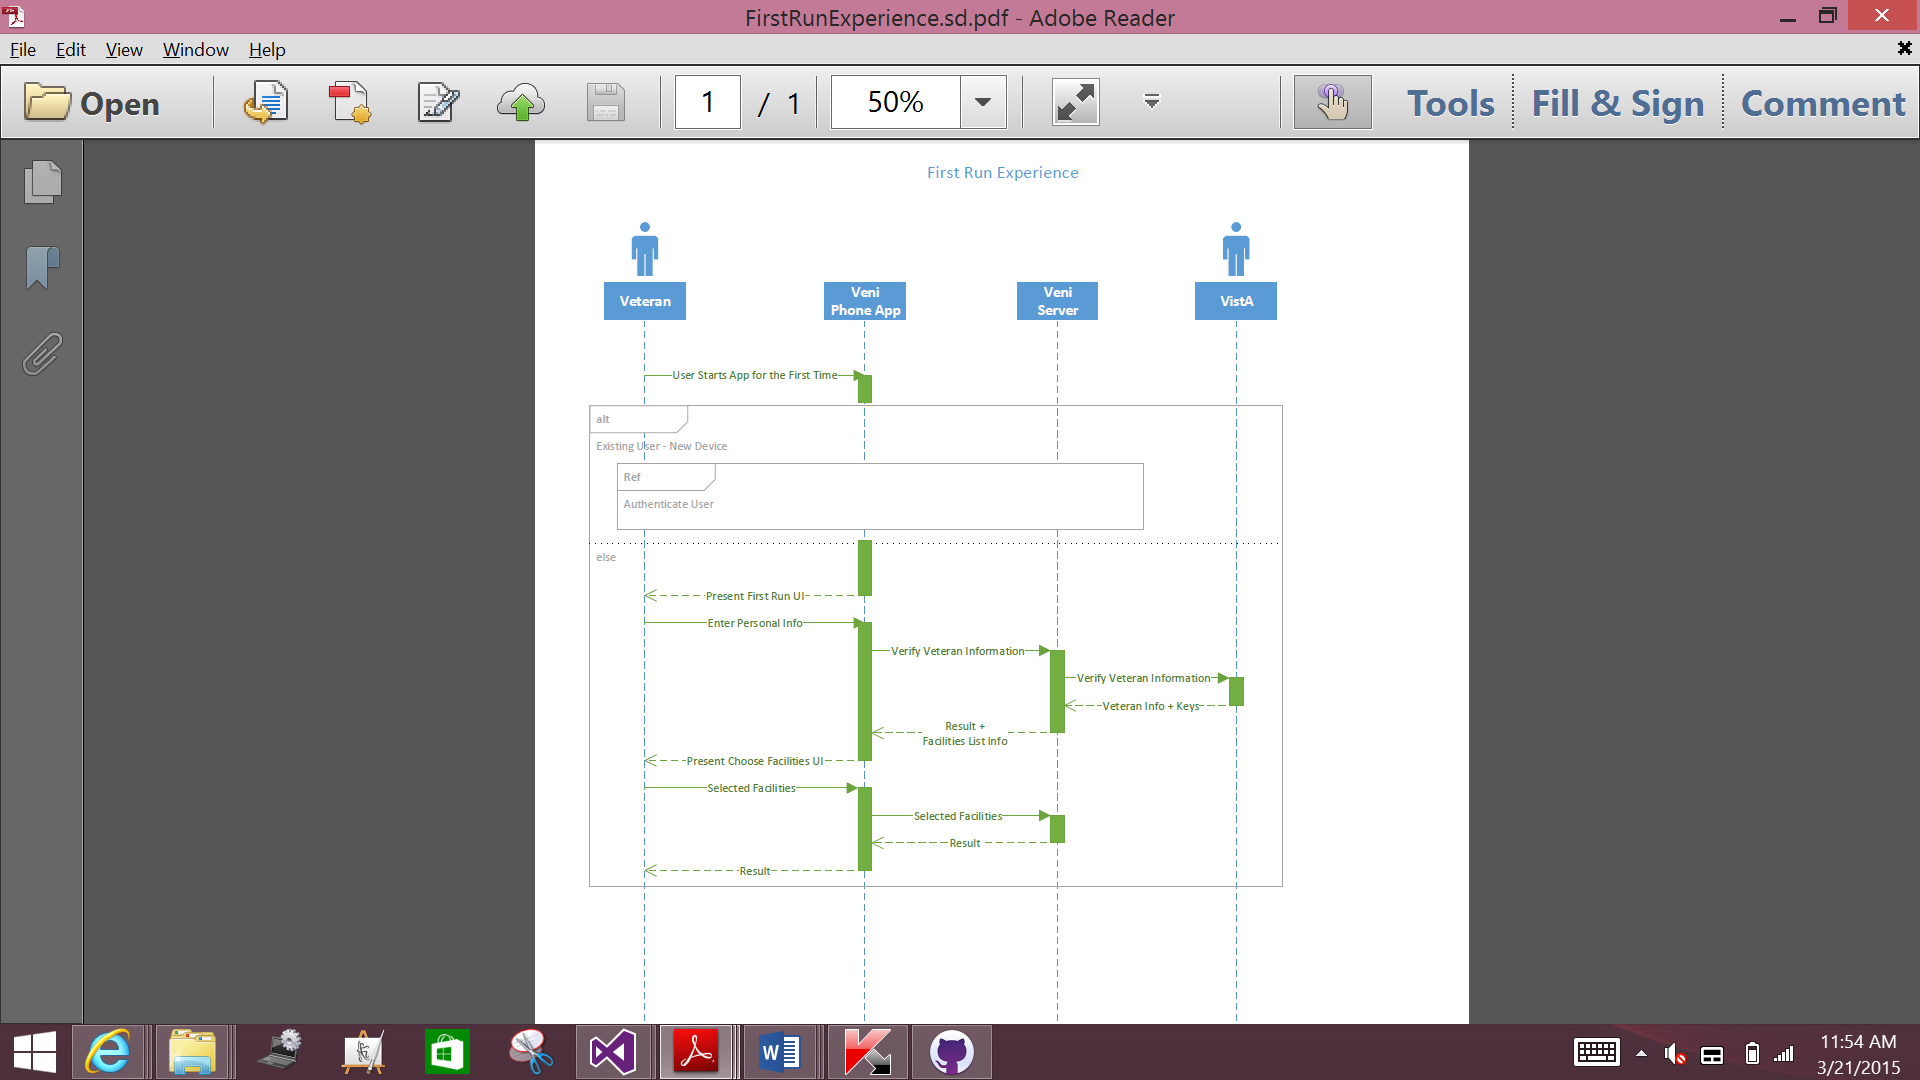 FirstRunExperience.sd.pdf - Adobe Reader
File Edit View Window Help
Open 1 / 1 50% Tools Fill & Sign Comment
First Run Experience
Veteran
Veni
Phone App
Veni
Server
VistA
User Starts App for the First Time
alt
Existing User - New Device
Ref
Authenticate User
else
Present First Run UI
Enter Personal Info
Verify Veteran Information
Verify Veteran Information
Veteran Info + Keys
Result +
Facilities List Info
Present Choose Facilities UI
Selected Facilities
Selected Facilities
Result
Result
11:54 AM
3/21/2015